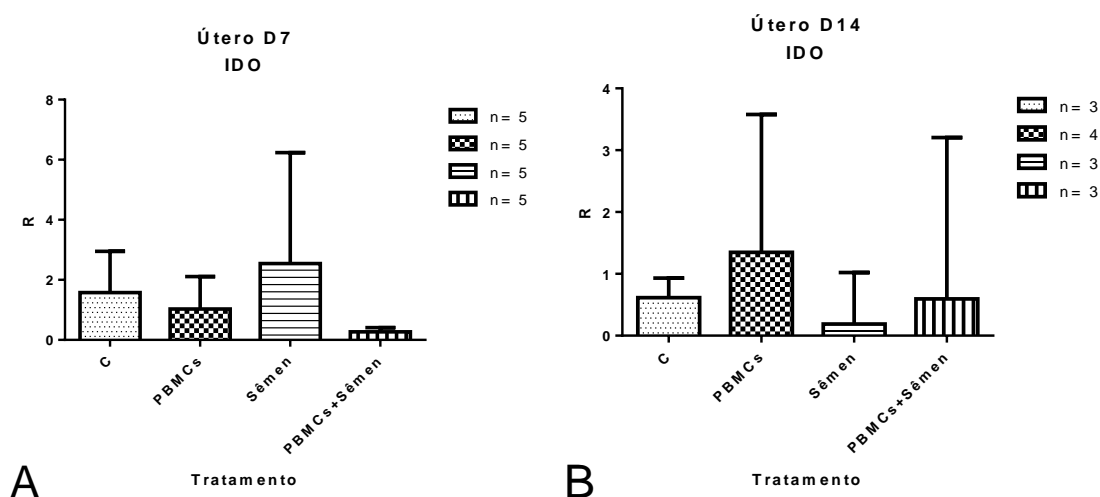 Útero D7
IDO
8
6
4
2
0
R
C
PBMCs
Sêmen
PBMCs+Sêmen
Tratamento
n= 5
n= 5
n= 5
n= 5
A
Útero D14
IDO
4
3
2
1
0
R
C
PBMCs
Sêmen
PBMCs+Sêmen
Tratamento
n= 3
n= 4
n= 3
n= 3
B